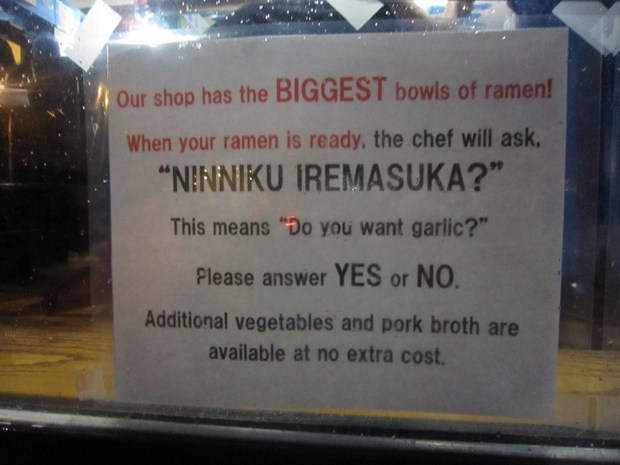 Our shop has the BIGGEST bowls of ramen!
When your ramen is ready, the chef will ask,
“NINNIKU IREMASUKA?”
This means “Do you want garlic?”
Please answer YES or NO.
Additional vegetables and pork broth are
available at no extra cost.